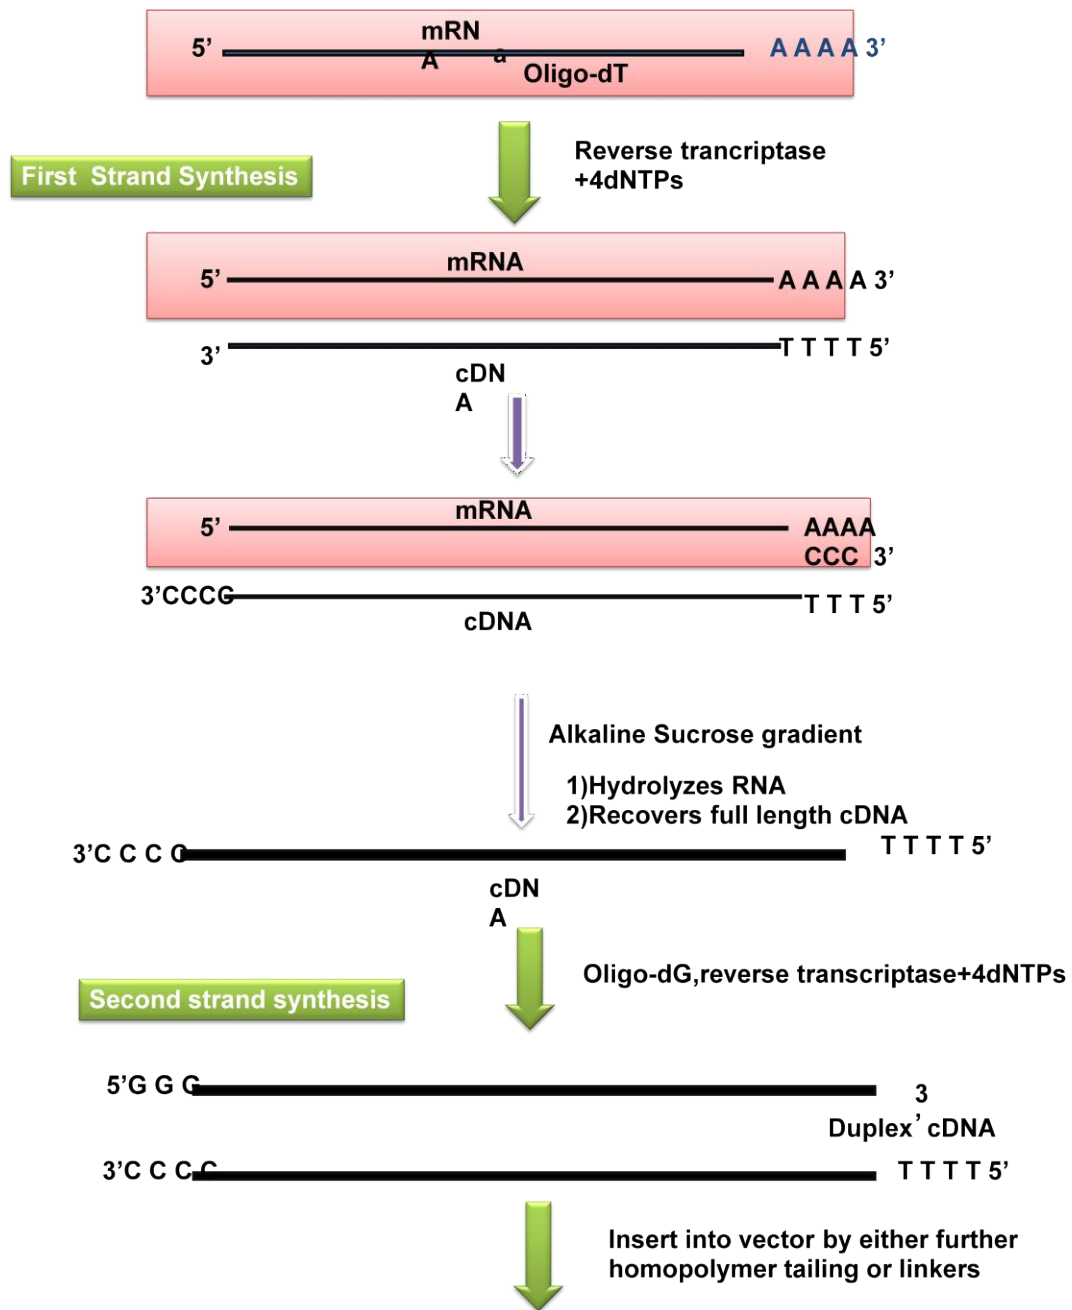 mRN
A
5’
a
A A A A 3’
Oligo-dT
First Strand Synthesis
Reverse trancriptase
+4dNTPs
mRNA
5’
A A A A 3’
3’
T T T T 5’
cDN
A
mRNA
5’
AAAA
CCC 3’
3’CCCC
T T T 5’
cDNA
Alkaline Sucrose gradient
1)Hydrolyzes RNA
2)Recovers full length cDNA
3’C C C C
T T T T 5’
cDN
A
Oligo-dG,reverse transcriptase+4dNTPs
Second strand synthesis
5’G G G
3
’
Duplex cDNA
3’C C C C
T T T T 5’
Insert into vector by either further
homopolymer tailing or linkers